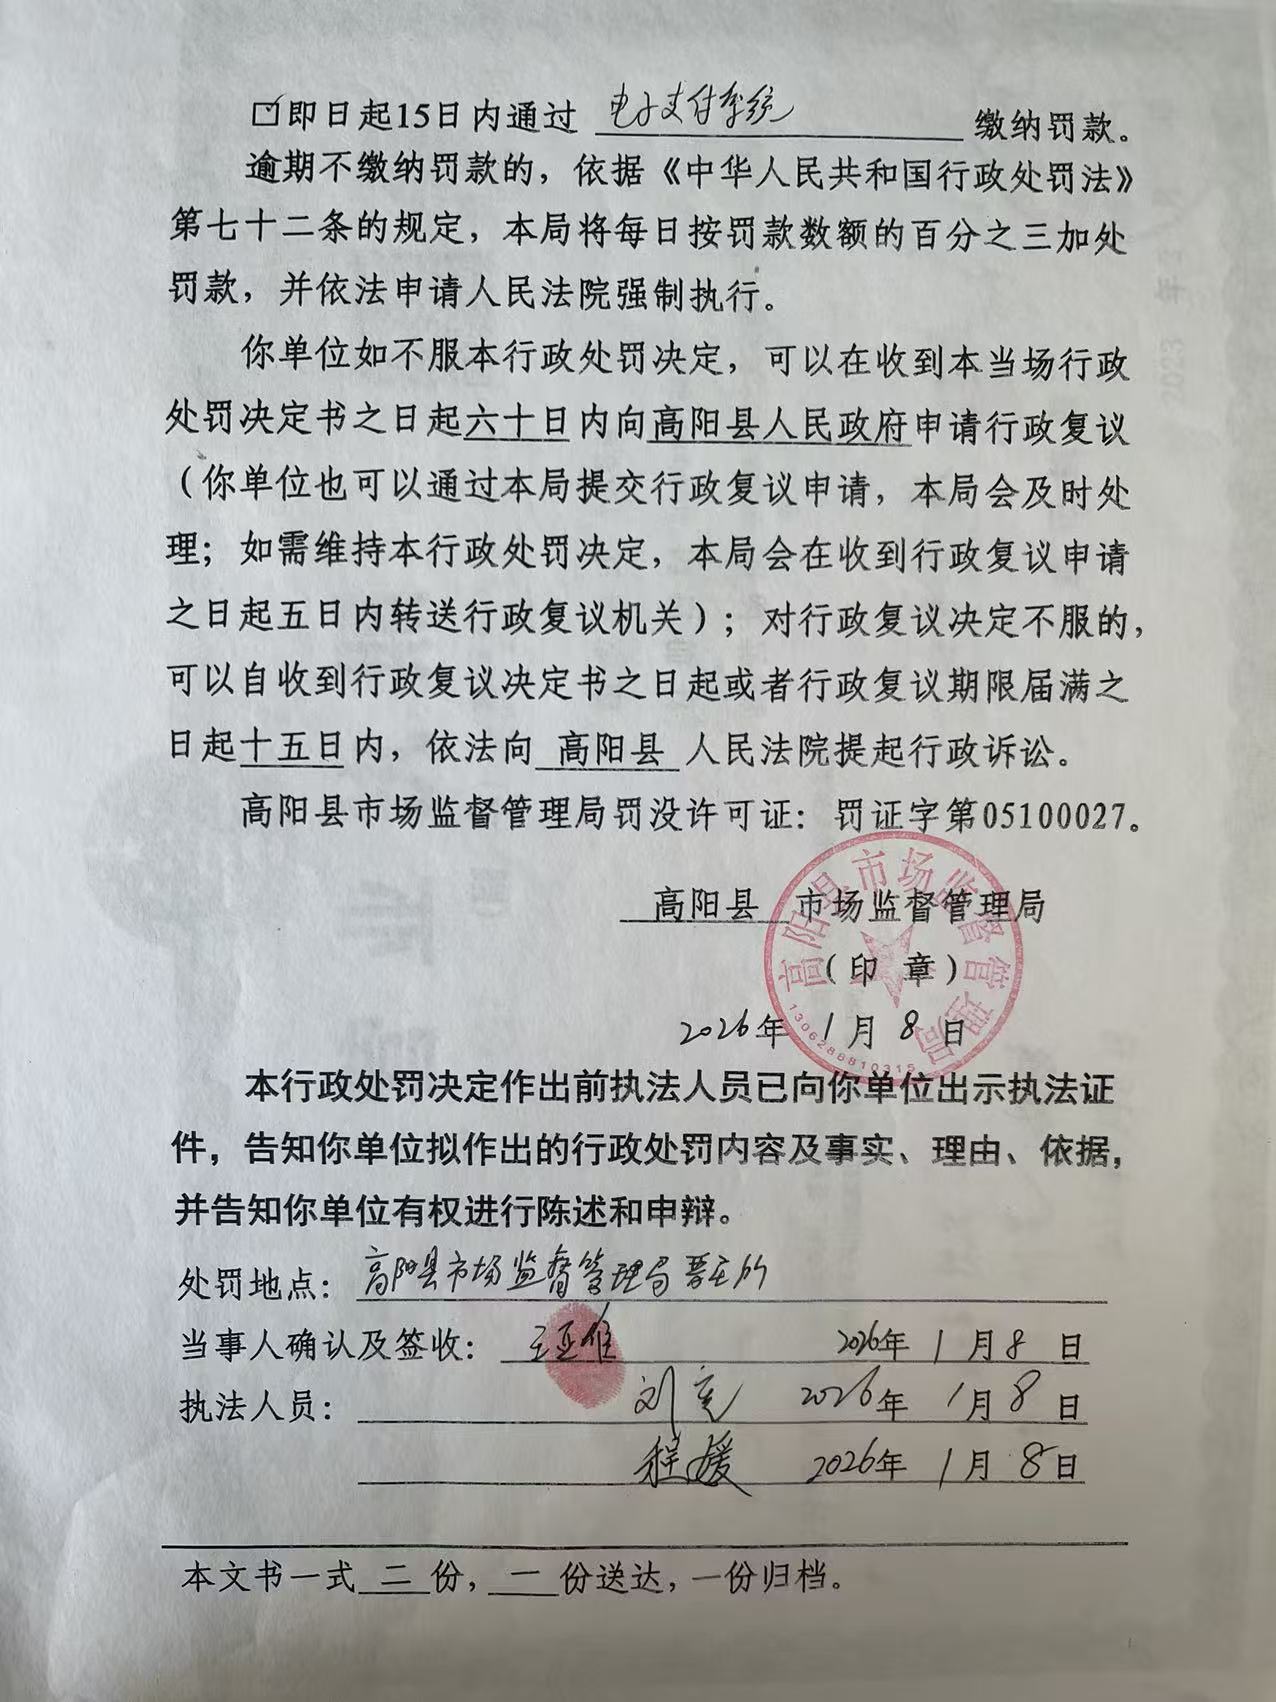 ☑即日起15日内通过 电子支付系统 缴纳罚款。
逾期不缴纳罚款的，依据《中华人民共和国行政处罚法》
第七十二条的规定，本局将每日按罚款数额的百分之三加处
罚款，并依法申请人民法院强制执行。
你单位如不服本行政处罚决定，可以在收到本当场行政
处罚决定书之日起六十日内向高阳县人民政府申请行政复议
（你单位也可以通过本局提交行政复议申请，本局会及时处
理；如需维持本行政处罚决定，本局会在收到行政复议申请
之日起五日内转送行政复议机关）；对行政复议决定不服的，
可以自收到行政复议决定书之日起或者行政复议期限届满之
日起十五日内，依法向 高阳县 人民法院提起行政诉讼。
高阳县市场监督管理局罚没许可证：罚证字第05100027。
高阳县 市场监督管理局
（印 章）
高阳县市场监督管理局
1306288810315
2026年 1月 8日
本行政处罚决定作出前执法人员已向你单位出示执法证
件，告知你单位拟作出的行政处罚内容及事实、理由、依据，
并告知你单位有权进行陈述和申辩。
处罚地点：高阳县市场监督管理局 所
当事人确认及签收：王亚 2026年 1月 8日
执法人员： 刘亮 2026年 1月 8日
程媛 2026年 1月 8日
本文书一式 二 份， 一 份送达，一份归档。